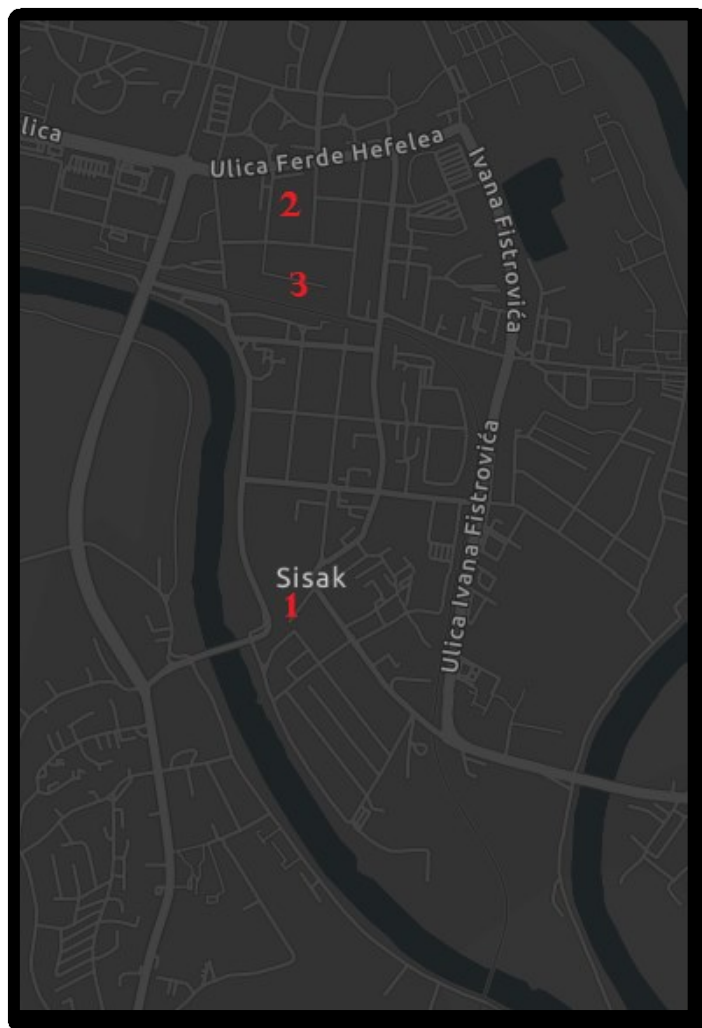 lica
Ulica Ferde Hefelea
Ivana Fistrovića
2
3
Ulica Ivana Fistrovića
Sisak
1